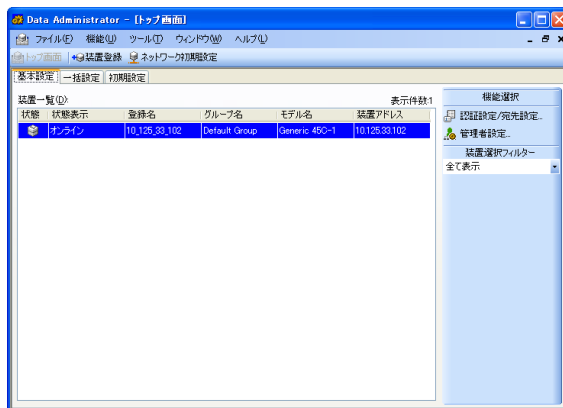 Data Administrator - [トップ画面]
ファイル(F) 機能(U) ツール(T) ウィンドウ(W) ヘルプ(L)
トップ画面 装置登録 ネットワーク初期設定
基本設定 一括設定 初期設定
装置一覧(D): 表示件数:1
状態 状態表示 登録名 グループ名 モデル名 装置アドレス
オンライン 10_125_33_102 Default Group Generic 45C-1 10.125.33.102
機能選択
認証設定/宛先設定...
管理者設定...
装置選択フィルター
全て表示